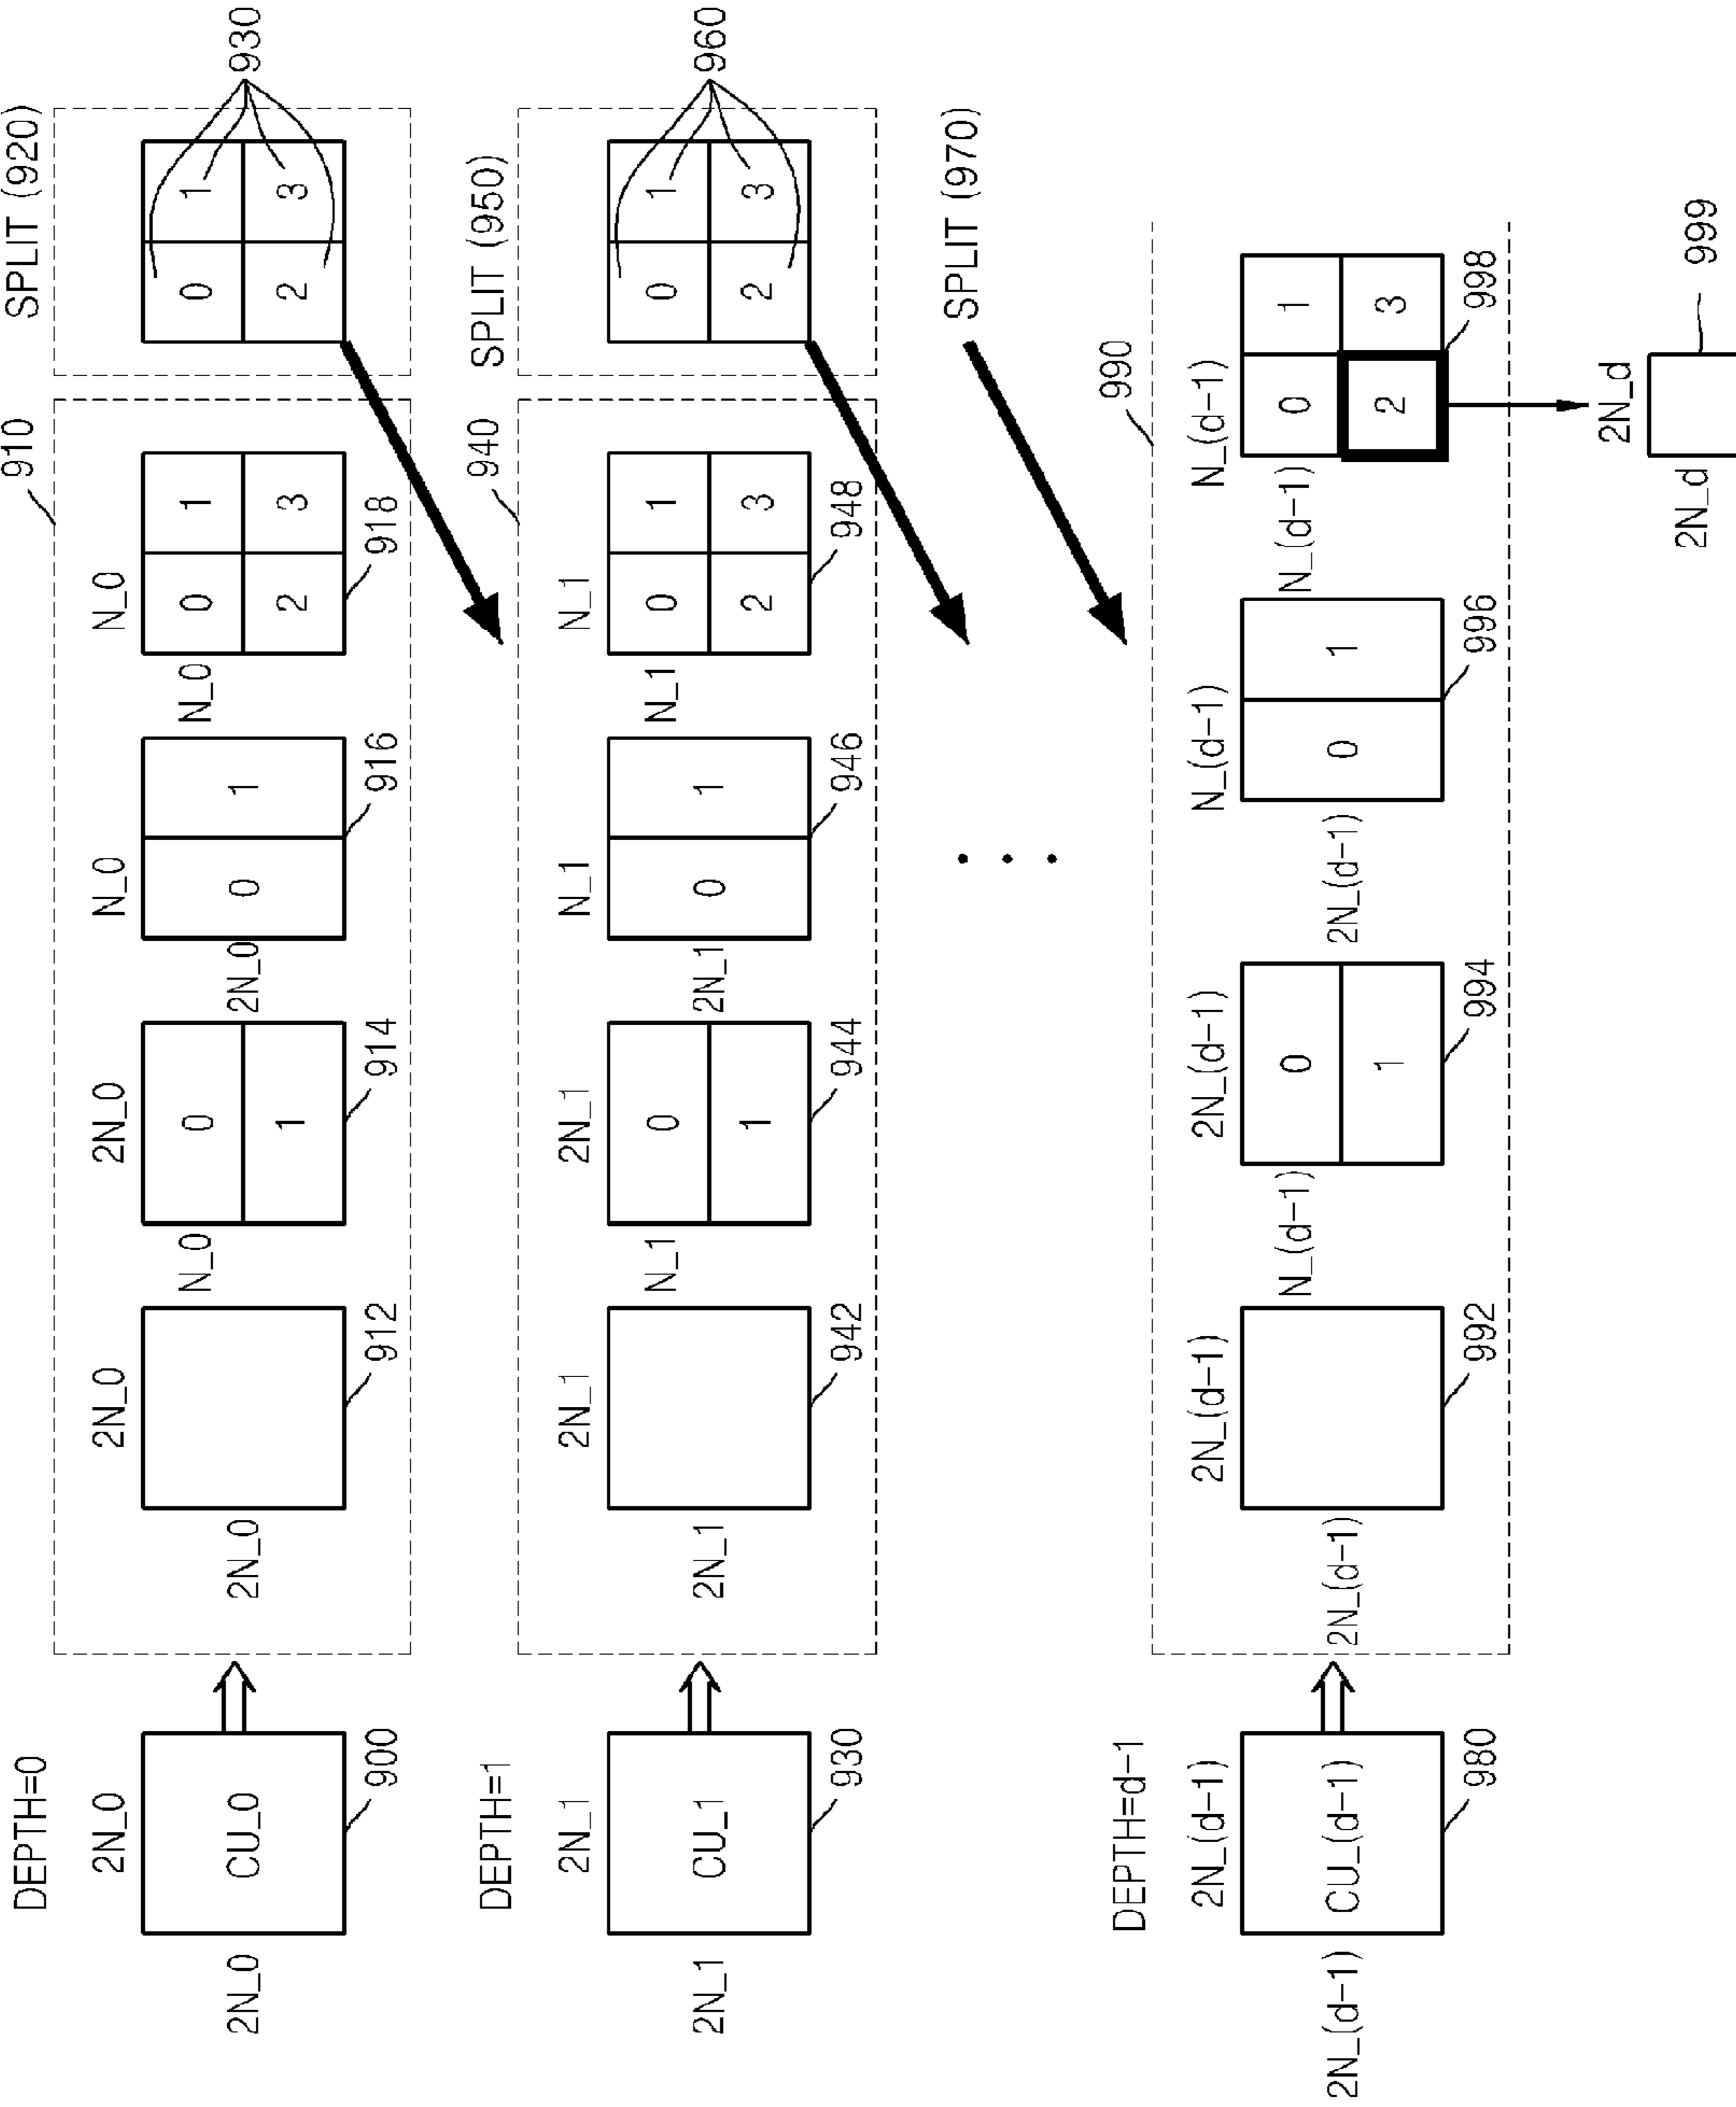 DEPTH=0
2N_0
2N_0
CU_0
900
910
2N_0
2N_0
912
2N_0
N_0
0
1
914
N_0
2N_0
0
1
916
N_0
N_0
0
1
2
3
918
SPLIT (920)
0
1
2
3
930
DEPTH=1
2N_1
2N_1
CU_1
930
940
2N_1
2N_1
942
2N_1
N_1
0
1
944
N_1
2N_1
0
1
946
N_1
N_1
0
1
2
3
948
SPLIT (950)
0
1
2
3
960
SPLIT (970)
DEPTH=d-1
2N_(d-1)
2N_(d-1)
CU_(d-1)
980
990
2N_(d-1)
2N_(d-1)
992
2N_(d-1)
N_(d-1)
0
1
994
N_(d-1)
2N_(d-1)
0
1
996
N_(d-1)
N_(d-1)
0
1
2
3
998
2N_d
2N_d
999